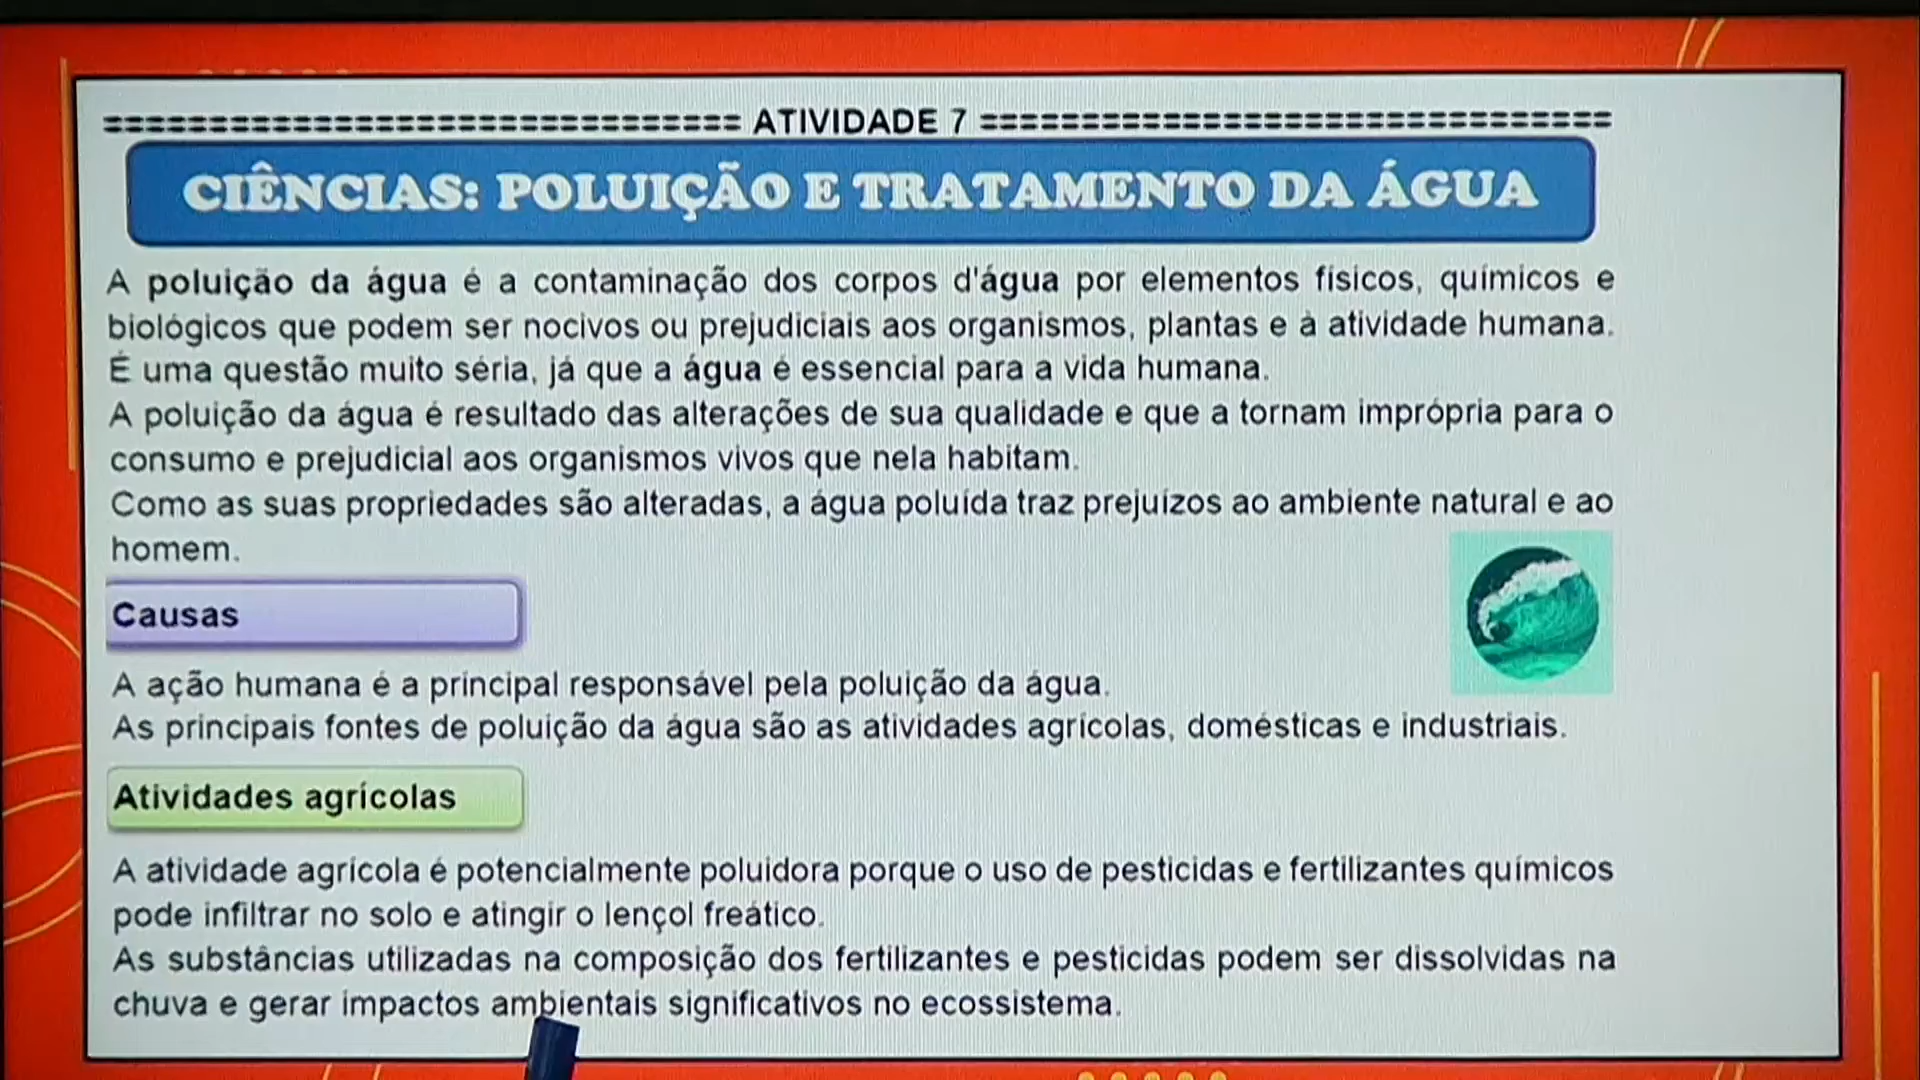 =============================== ATIVIDADE 7 ===============================
CIÊNCIAS: POLUIÇÃO E TRATAMENTO DA ÁGUA
A poluição da água é a contaminação dos corpos d'água por elementos físicos, químicos e
biológicos que podem ser nocivos ou prejudiciais aos organismos, plantas e à atividade humana.
É uma questão muito séria, já que a água é essencial para a vida humana.
A poluição da água é resultado das alterações de sua qualidade e que a tornam imprópria para o
consumo e prejudicial aos organismos vivos que nela habitam.
Como as suas propriedades são alteradas, a água poluída traz prejuízos ao ambiente natural e ao
homem.
Causas
A ação humana é a principal responsável pela poluição da água.
As principais fontes de poluição da água são as atividades agrícolas, domésticas e industriais.
Atividades agrícolas
A atividade agrícola é potencialmente poluidora porque o uso de pesticidas e fertilizantes químicos
pode infiltrar no solo e atingir o lençol freático.
As substâncias utilizadas na composição dos fertilizantes e pesticidas podem ser dissolvidas na
chuva e gerar impactos ambientais significativos no ecossistema.